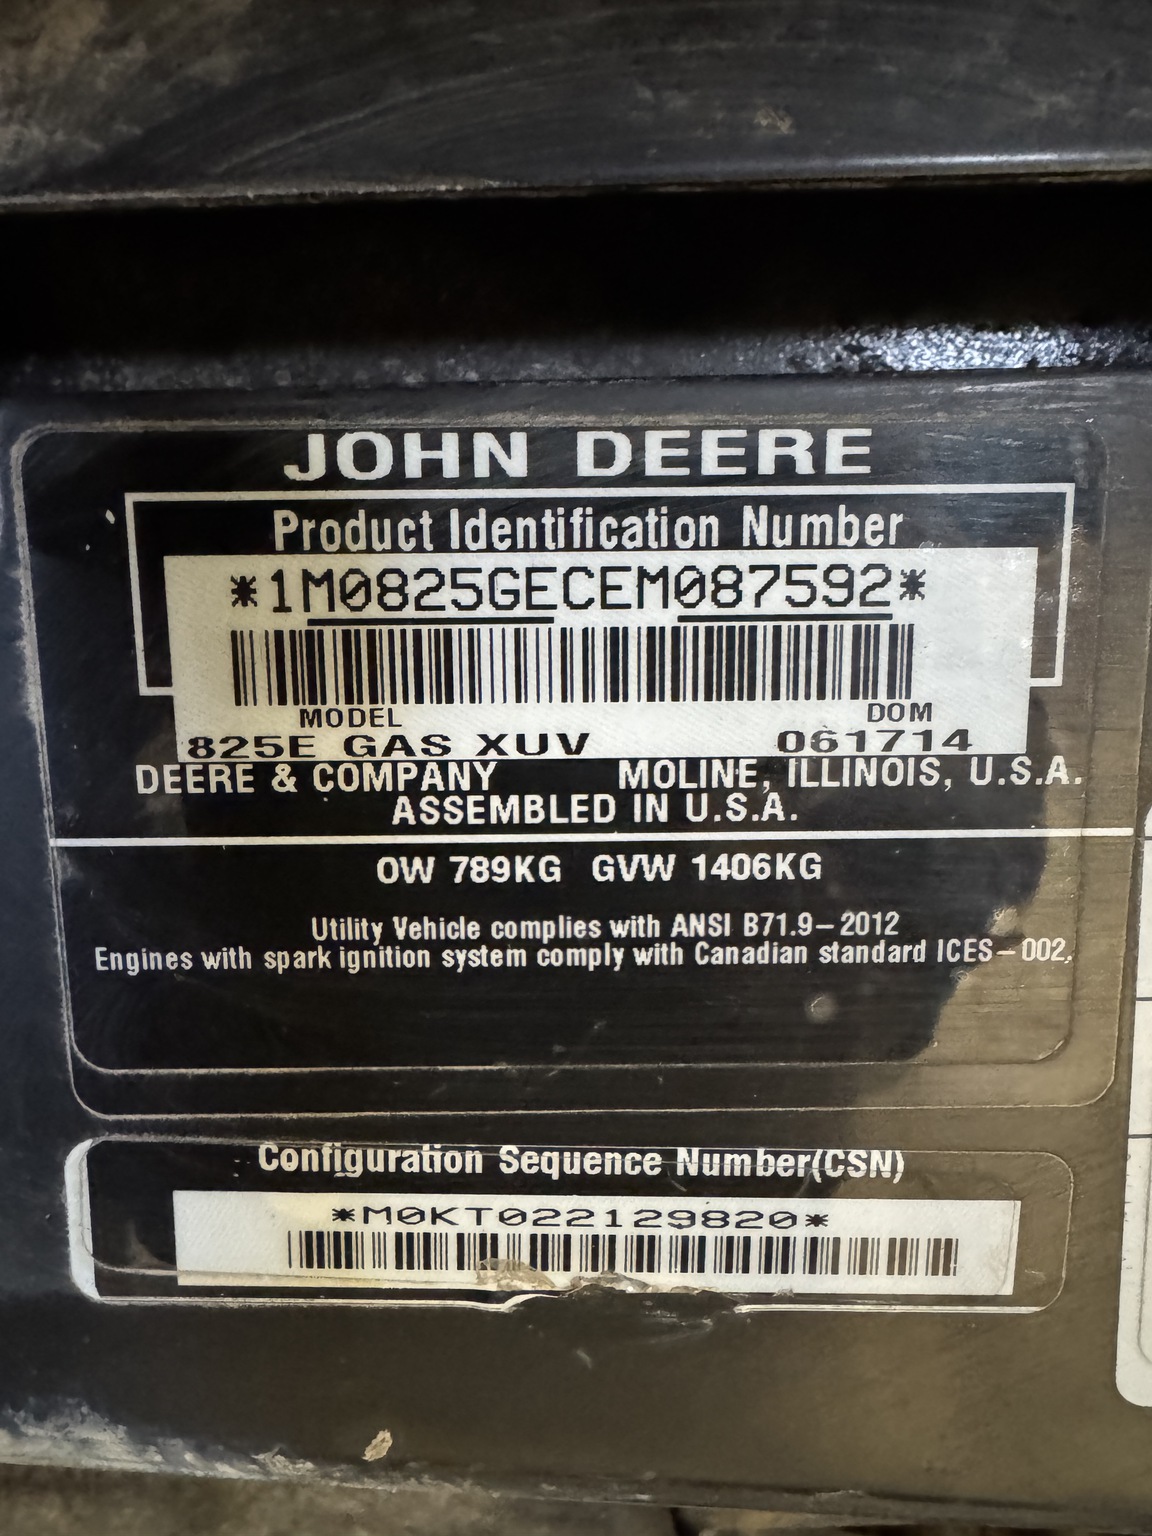 JOHN DEERE
Product Identification Number
*1M0825GECEM087592*
MODEL DOM
825E GAS XUV 061714
DEERE & COMPANY MOLINE, ILLINOIS, U.S.A.
ASSEMBLED IN U.S.A.
OW 789KG GVW 1406KG
Utility Vehicle complies with ANSI B71.9-2012
Engines with spark ignition system comply with Canadian standard ICES-002.
Configuration Sequence Number(CSN)
*M0KT022129820*